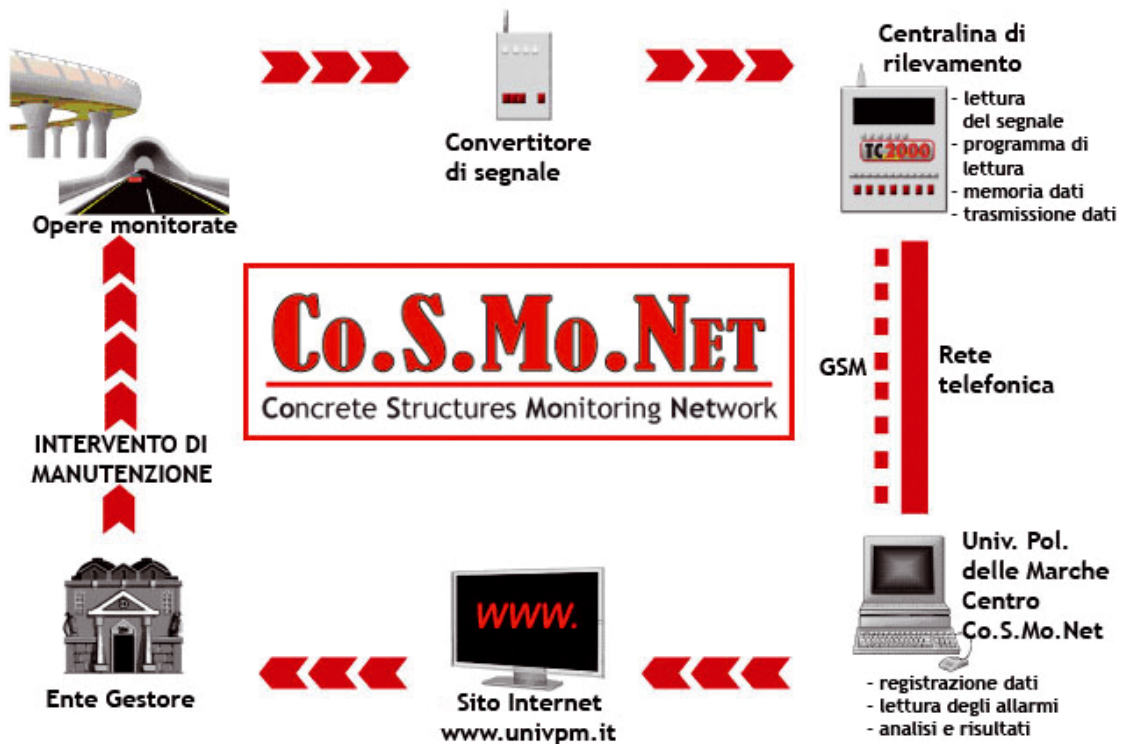 Opere monitorate
Convertitore
di segnale
Centralina di
rilevamento
- lettura
del segnale
- programma di
lettura
- memoria dati
- trasmissione dati
TC2000
Co.S.Mo.Net
Concrete Structures Monitoring Network
GSM
Rete
telefonica
INTERVENTO DI
MANUTENZIONE
Ente Gestore
www.
Sito Internet
www.univpm.it
Univ. Pol.
delle Marche
Centro
Co.S.Mo.Net
- registrazione dati
- lettura degli allarmi
- analisi e risultati